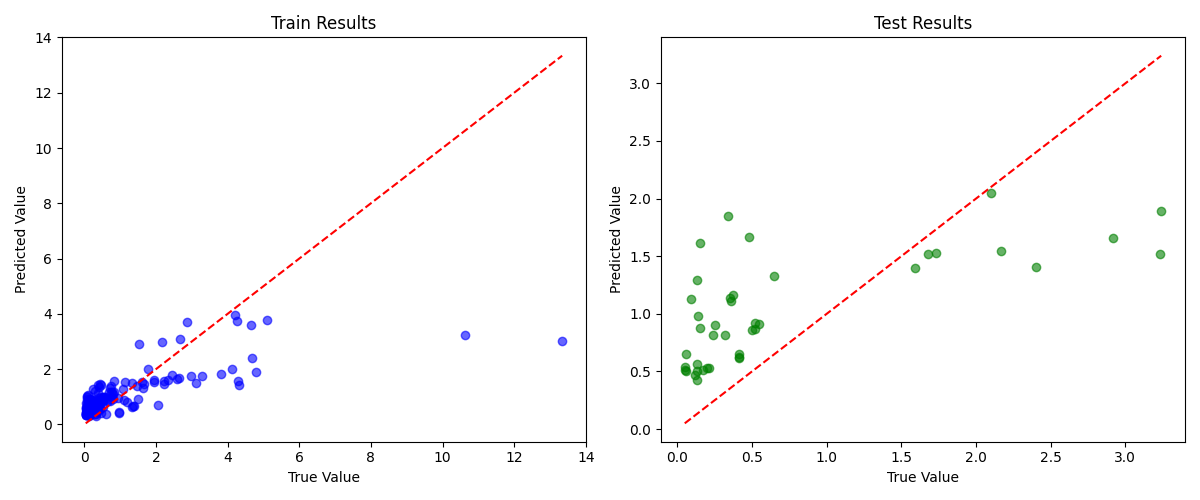 Train Results
14
12
10
8
6
4
2
0
Predicted Value
0 2 4 6 8 10 12 14
True Value
Test Results
3.0
2.5
2.0
1.5
1.0
0.5
0.0
Predicted Value
0.0 0.5 1.0 1.5 2.0 2.5 3.0
True Value